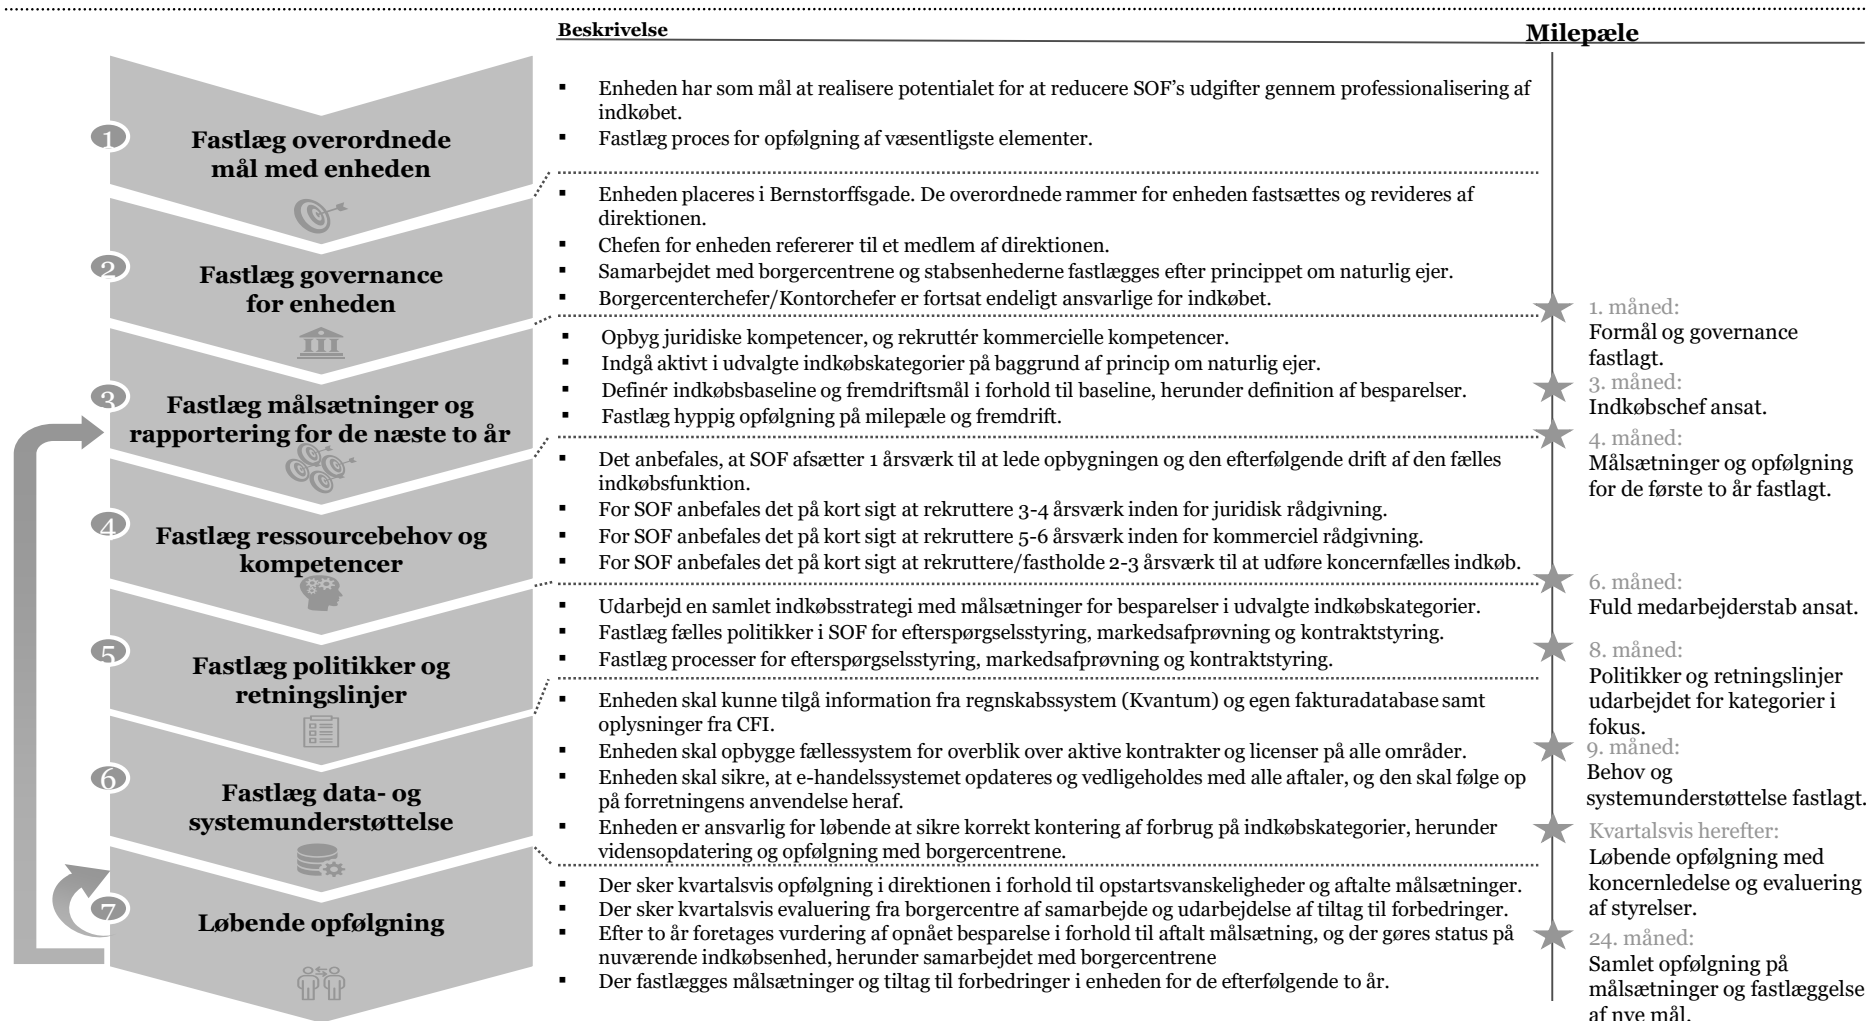 Beskrivelse
Milepæle
1
Fastlæg overordnede
mål med enheden
▪ Enheden har som mål at realisere potentialet for at reducere SOF's udgifter gennem professionalisering af
indkøbet.
▪ Fastlæg proces for opfølgning af væsentligste elementer.
2
Fastlæg governance
for enheden
▪ Enheden placeres i Bernstorffsgade. De overordnede rammer for enheden fastsættes og revideres af
direktionen.
▪ Chefen for enheden refererer til et medlem af direktionen.
▪ Samarbejdet med borgercentrene og stabsenhederne fastlægges efter princippet om naturlig ejer.
▪ Borgercenterchefer/Kontorchefer er fortsat endeligt ansvarlige for indkøbet.
3
Fastlæg målsætninger og
rapportering for de næste to år
▪ Opbyg juridiske kompetencer, og rekruttér kommercielle kompetencer.
▪ Indgå aktivt i udvalgte indkøbskategorier på baggrund af princip om naturlig ejer.
▪ Definér indkøbsbaseline og fremdriftsmål i forhold til baseline, herunder definition af besparelser.
▪ Fastlæg hyppig opfølgning på milepæle og fremdrift.
4
Fastlæg ressourcebehov og
kompetencer
▪ Det anbefales, at SOF afsætter 1 årsværk til at lede opbygningen og den efterfølgende drift af den fælles
indkøbsfunktion.
▪ For SOF anbefales det på kort sigt at rekruttere 3-4 årsværk inden for juridisk rådgivning.
▪ For SOF anbefales det på kort sigt at rekruttere 5-6 årsværk inden for kommerciel rådgivning.
▪ For SOF anbefales det på kort sigt at rekruttere/fastholde 2-3 årsværk til at udføre koncernfælles indkøb.
5
Fastlæg politikker og
retningslinjer
▪ Udarbejd en samlet indkøbsstrategi med målsætninger for besparelser i udvalgte indkøbskategorier.
▪ Fastlæg fælles politikker i SOF for efterspørgselsstyring, markedsafprøvning og kontraktstyring.
▪ Fastlæg processer for efterspørgselsstyring, markedsafprøvning og kontraktstyring.
6
Fastlæg data- og
systemunderstøttelse
▪ Enheden skal kunne tilgå information fra regnskabssystem (Kvantum) og egen fakturadatabase samt
oplysninger fra CFI.
▪ Enheden skal opbygge fællessystem for overblik over aktive kontrakter og licenser på alle områder.
▪ Enheden skal sikre, at e-handelssystemet opdateres og vedligeholdes med alle aftaler, og den skal følge op
på forretningens anvendelse heraf.
▪ Enheden er ansvarlig for løbende at sikre korrekt kontering af forbrug på indkøbskategorier, herunder
vidensopdatering og opfølgning med borgercentrene.
7
Løbende opfølgning
▪ Der sker kvartalsvis opfølgning i direktionen i forhold til opstartsvanskeligheder og aftalte målsætninger.
▪ Der sker kvartalsvis evaluering fra borgercentre af samarbejde og udarbejdelse af tiltag til forbedringer.
▪ Efter to år foretages vurdering af opnået besparelse i forhold til aftalt målsætning, og der gøres status på
nuværende indkøbsenhed, herunder samarbejdet med borgercentrene
▪ Der fastlægges målsætninger og tiltag til forbedringer i enheden for de efterfølgende to år.
1. måned:
Formål og governance
fastlagt.
3. måned:
Indkøbschef ansat.
4. måned:
Målsætninger og opfølgning
for de første to år fastlagt.
6. måned:
Fuld medarbejderstab ansat.
8. måned:
Politikker og retningslinjer
udarbejdet for kategorier i
fokus.
9. måned:
Behov og
systemunderstøttelse fastlagt.
Kvartalsvis herefter:
Løbende opfølgning med
koncernledelse og evaluering
af styrelser.
24. måned:
Samlet opfølgning på
målsætninger og fastlæggelse
af nye mål.